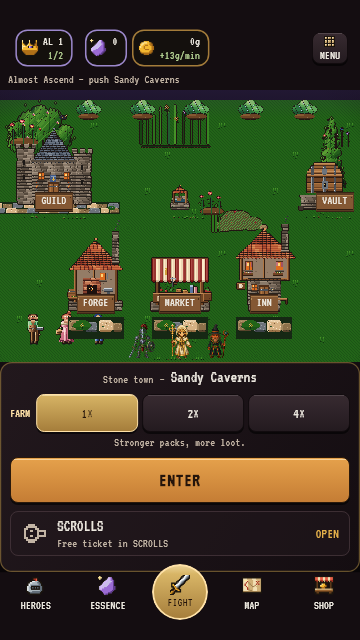 AL 1
1/2
0
0g
+13g/min
MENU
Almost Ascend – push Sandy Caverns
GUILD
VAULT
FORGE
MARKET
INN
Stone town – Sandy Caverns
FARM
1X
2X
4X
Stronger packs, more loot.
ENTER
SCROLLS
Free ticket in SCROLLS
OPEN
HEROES
ESSENCE
FIGHT
MAP
SHOP